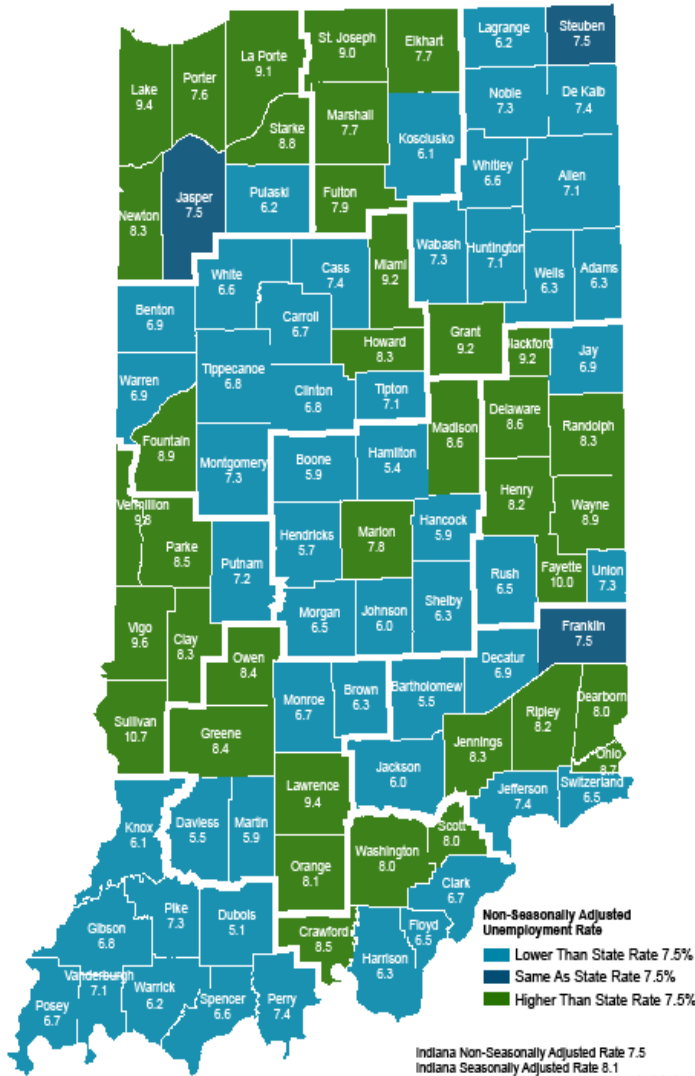 Lagrange
6.2
Steuben
7.5
St. Joseph
9.0
Elkhart
7.7
La Porte
9.1
Lake
9.4
Porter
7.6
Noble
7.3
De Kalb
7.4
Marshall
7.7
Starke
8.8
Kosciusko
6.1
Whitley
6.6
Allen
7.1
Jasper
7.5
Pulaski
6.2
Fulton
7.9
Newton
8.3
Wabash
7.3
Huntington
7.1
Miami
9.2
White
6.6
Cass
7.4
Wells
6.3
Adams
6.3
Benton
6.9
Carroll
6.7
Grant
9.2
Howard
8.3
lackford
9.2
Jay
6.9
Warren
6.9
Tippecanoe
6.8
Clinton
6.8
Tipton
7.1
Madison
8.6
Delaware
8.6
Randolph
8.3
Fountain
8.9
Montgomery
7.3
Boone
5.9
Hamilton
5.4
Henry
8.2
Wayne
8.9
Vermillion
9.8
Hendricks
5.7
Marion
7.8
Hancock
5.9
Parke
8.5
Putnam
7.2
Rush
6.5
Fayette
10.0
Union
7.3
Vigo
9.6
Clay
8.3
Morgan
6.5
Johnson
6.0
Shelby
6.3
Franklin
7.5
Owen
8.4
Decatur
6.9
Monroe
6.7
Brown
6.3
Bartholomew
5.5
Dearborn
8.0
Sullivan
10.7
Greene
8.4
Ripley
8.2
Jennings
8.3
Ohio
8.7
Jackson
6.0
Lawrence
9.4
Jefferson
7.4
Switzerland
6.5
Knox
6.1
Daviess
5.5
Martin
5.9
Scott
8.0
Washington
8.0
Orange
8.1
Clark
6.7
Pike
7.3
Dubois
5.1
Gibson
6.8
Crawford
8.5
Floyd
6.5
Harrison
6.3
Vanderburgh
7.1
Warrick
6.2
Posey
6.7
Spencer
6.6
Perry
7.4
Non-Seasonally Adjusted
Unemployment Rate
Lower Than State Rate 7.5%
Same As State Rate 7.5%
Higher Than State Rate 7.5%
Indiana Non-Seasonally Adjusted Rate 7.5
Indiana Seasonally Adjusted Rate 8.1